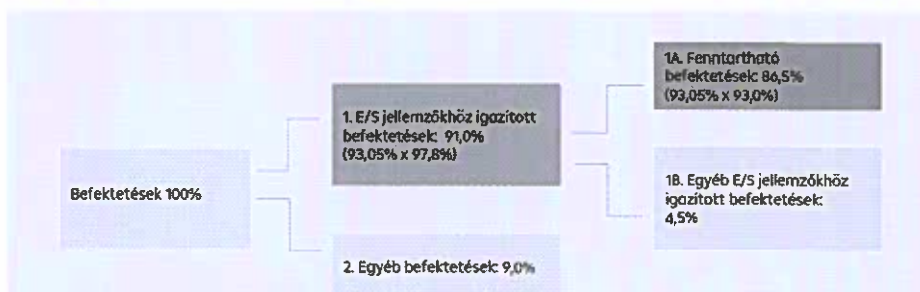 Befektetések 100%
1. E/S jellemzőkhöz igazított
befektetések: 91,0%
(93,05% x 97,8%)
2. Egyéb befektetések: 9,0%
1A. Fenntartható
befektetések: 86,5%
(93,05% x 93,0%)
1B. Egyéb E/S jellemzőkhöz
igazított befektetések:
4,5%